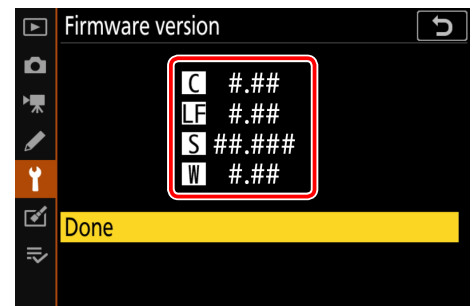 Firmware version
C #.##
LF #.##
S ##.###
W #.##
Done